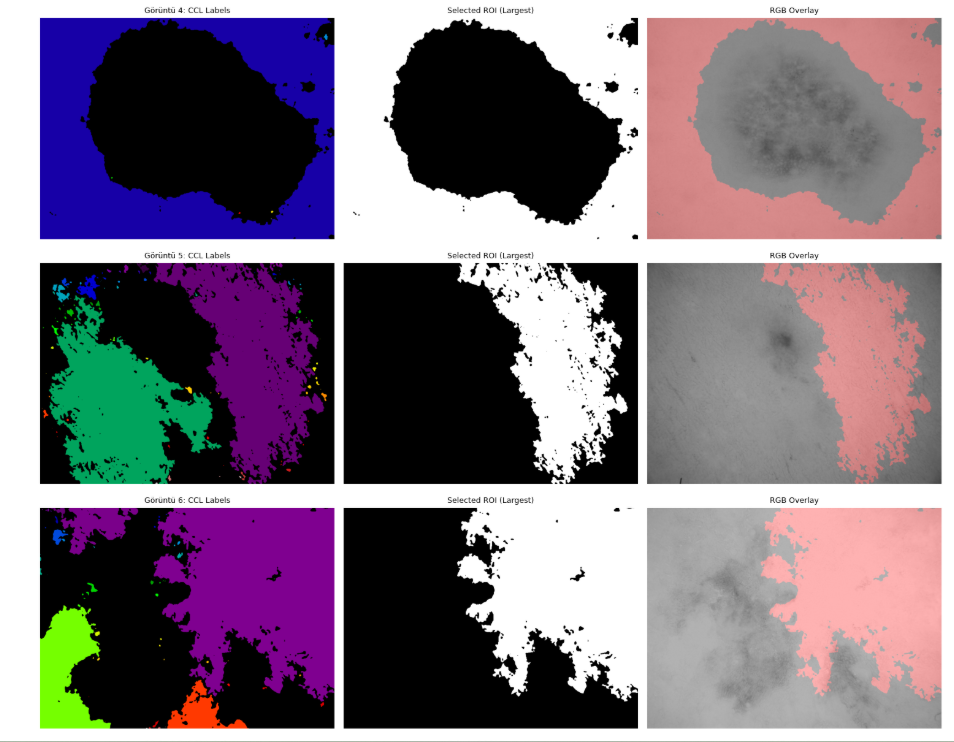 Görüntü 4: CCL Labels
Selected ROI (Largest)
RGB Overlay
Görüntü 5: CCL Labels
Selected ROI (Largest)
RGB Overlay
Görüntü 6: CCL Labels
Selected ROI (Largest)
RGB Overlay